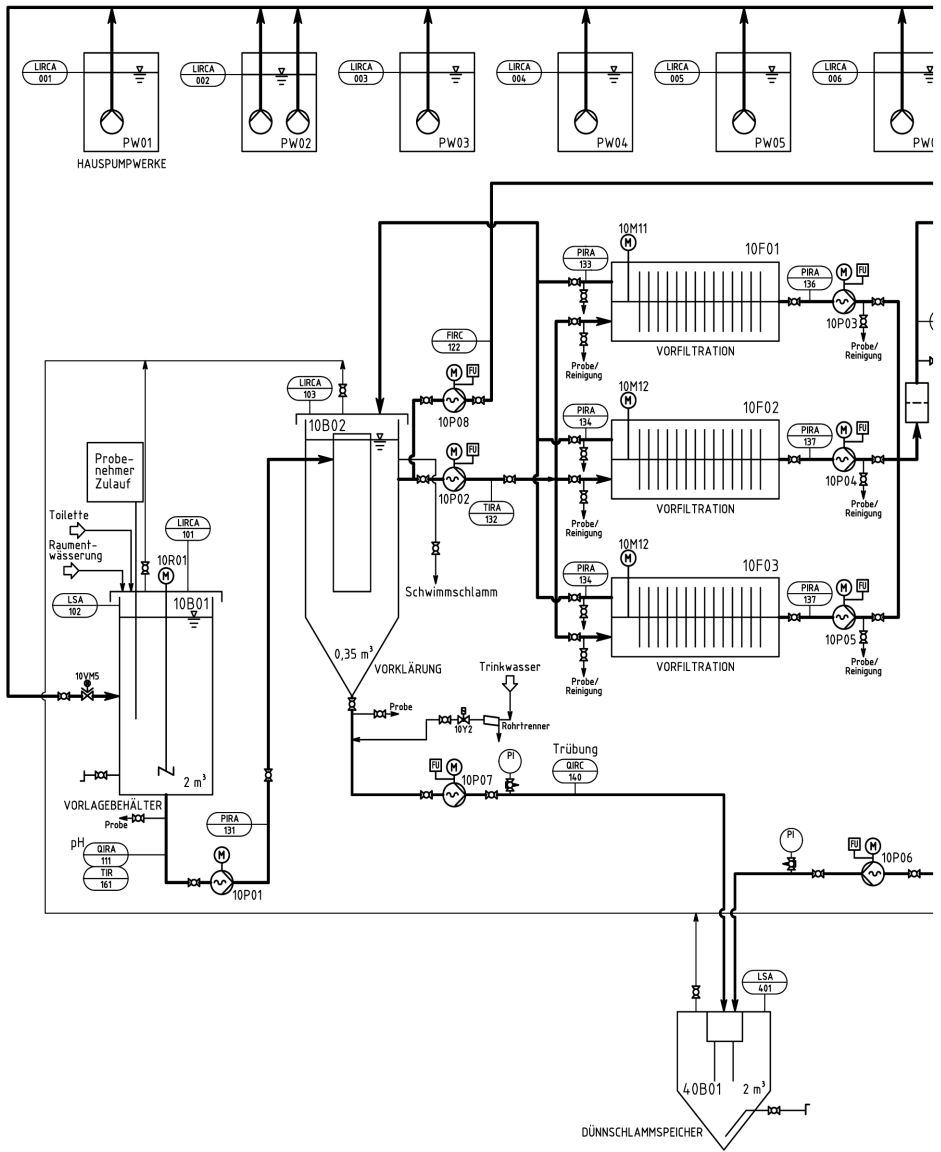 LIRCA
001
LIRCA
002
LIRCA
003
LIRCA
004
LIRCA
005
LIRCA
006
PW01
PW02
PW03
PW04
PW05
HAUSPUMPWERKE
10M11
10F01
PIRA
133
PIRA
136
M
FU
10P03
Probe/
Reinigung
VORFILTRATION
Probe/
Reinigung
FIRC
122
M
FU
10P08
LIRCA
103
10B02
10M12
10F02
PIRA
134
PIRA
137
M
FU
10P04
M
FU
10P02
TIRA
132
Probe/
Reinigung
VORFILTRATION
Probe/
Reinigung
Probe-
nehmer
Zulauf
Toilette
Raument-
wässerung
LIRCA
101
10R01
M
LSA
102
10B01
Schwimmschlamm
10M12
10F03
PIRA
134
PIRA
137
M
FU
10P05
Probe/
Reinigung
VORFILTRATION
Probe/
Reinigung
0,35 m³
VORKLÄRUNG
Trinkwasser
10VM5
Probe
10Y2
Rohrtrenner
2 m³
VORLAGEBEHÄLTER
Probe
FU
M
10P07
PI
Trübung
QIRC
140
pH
QIRA
111
TIR
161
PIRA
131
M
10P01
PI
FU
M
10P06
LSA
401
40B01
2 m³
DÜNNSCHLAMMSPEICHER